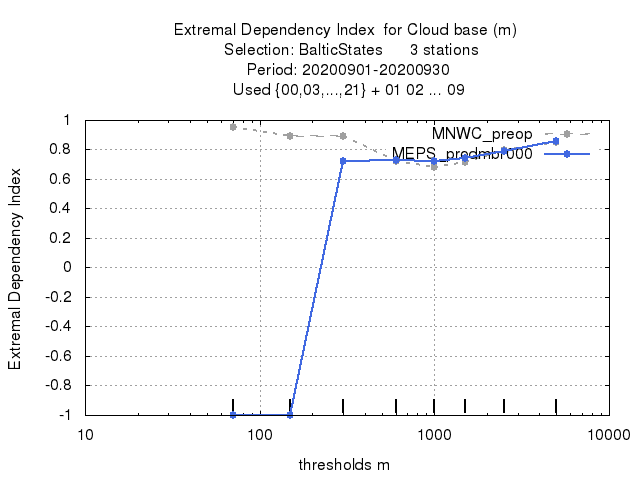 Extremal Dependency Index  for Cloud base (m)
Selection: BalticStates      3 stations
Period: 20200901-20200930
Used {00,03,...,21} + 01 02 ... 09
MNWC_preop
MEPS_prodmbr000
Extremal Dependency Index
1
0.8
0.6
0.4
0.2
0
-0.2
-0.4
-0.6
-0.8
-1
10
100
1000
10000
thresholds m